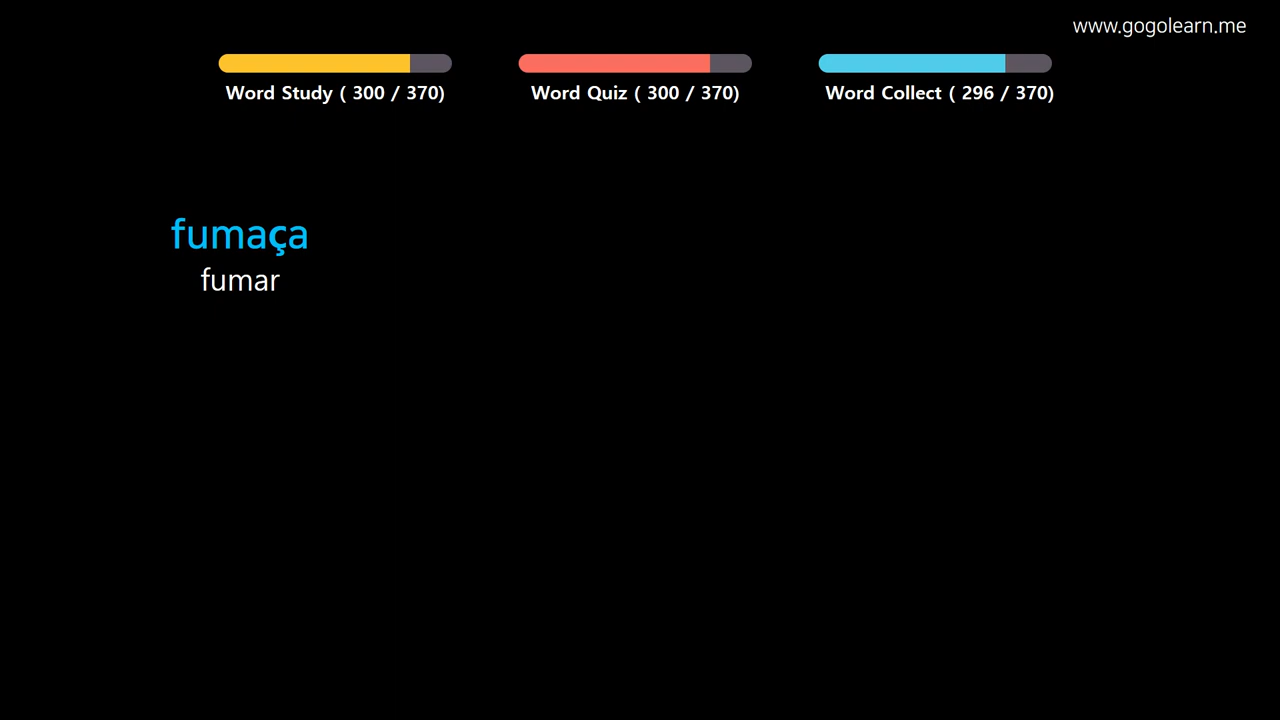 www.gogolearn.me
Word Study ( 300 / 370)
Word Quiz ( 300 / 370)
Word Collect ( 296 / 370)
fumaça
fumar